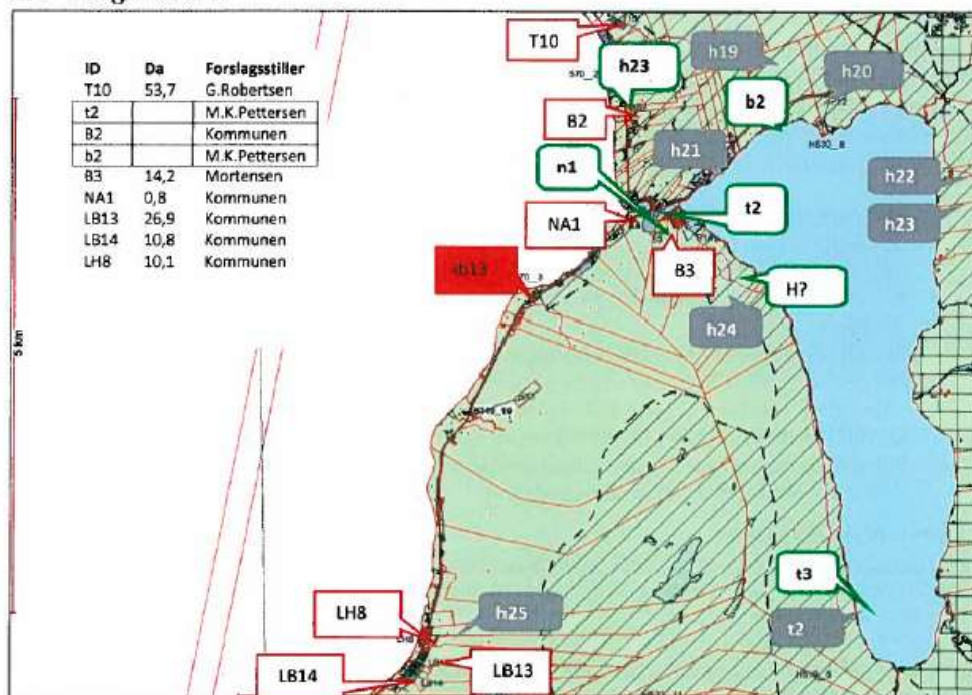 ID Da Forslagsstiller
T10 53,7 G.Robertsen
t2 M.K.Pettersen
B2 Kommunen
b2 M.K.Pettersen
B3 14,2 Mortensen
NA1 0,8 Kommunen
LB13 26,9 Kommunen
LB14 10,8 Kommunen
LH8 10,1 Kommunen
5 km
T10
h19
h23
h20
b2
B2
h21
n1
h22
t2
h23
NA1
B3
H?
h24
t3
LH8
h25
t2
LB14
LB13